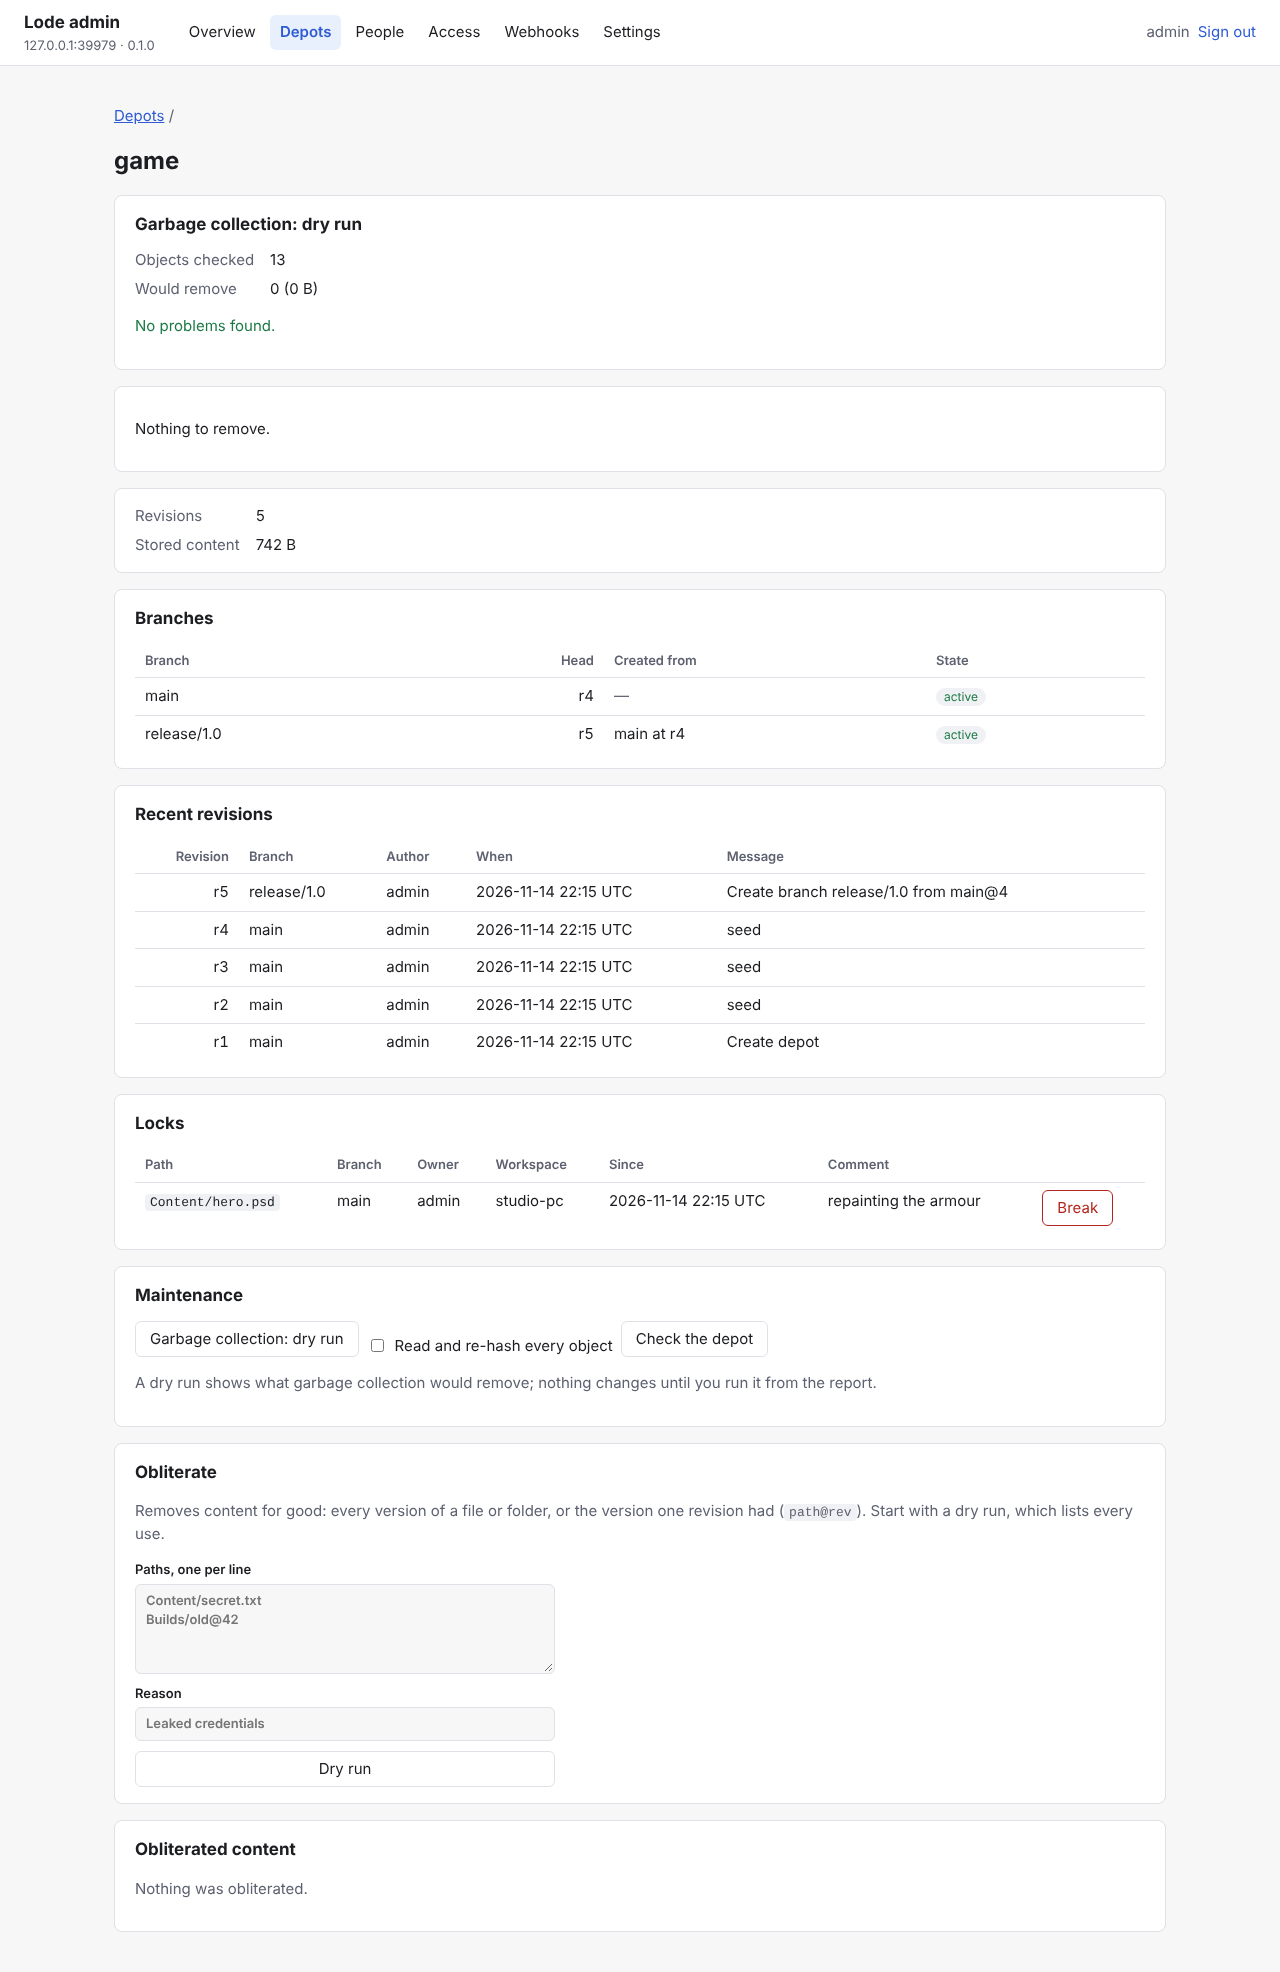 Lode admin
127.0.0.1:39979 · 0.1.0
Overview Depots People Access Webhooks Settings
admin Sign out
Depots /
game
Garbage collection: dry run
Objects checked 13
Would remove 0 (0 B)
No problems found.
Nothing to remove.
Revisions 5
Stored content 742 B
Branches
Branch Head Created from State
main r4 — active
release/1.0 r5 main at r4 active
Recent revisions
Revision Branch Author When Message
r5 release/1.0 admin 2026-11-14 22:15 UTC Create branch release/1.0 from main@4
r4 main admin 2026-11-14 22:15 UTC seed
r3 main admin 2026-11-14 22:15 UTC seed
r2 main admin 2026-11-14 22:15 UTC seed
r1 main admin 2026-11-14 22:15 UTC Create depot
Locks
Path Branch Owner Workspace Since Comment
Content/hero.psd main admin studio-pc 2026-11-14 22:15 UTC repainting the armour Break
Maintenance
Garbage collection: dry run Read and re-hash every object Check the depot
A dry run shows what garbage collection would remove; nothing changes until you run it from the report.
Obliterate
Removes content for good: every version of a file or folder, or the version one revision had (path@rev). Start with a dry run, which lists every
use.
Paths, one per line
Content/secret.txt
Builds/old@42
Reason
Leaked credentials
Dry run
Obliterated content
Nothing was obliterated.